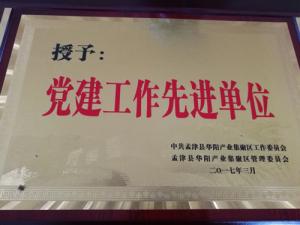 授予：
党建工作先进单位
中共孟津县华阳产业集聚区工作委员会
孟津县华阳产业集聚区管理委员会
二〇一七年三月